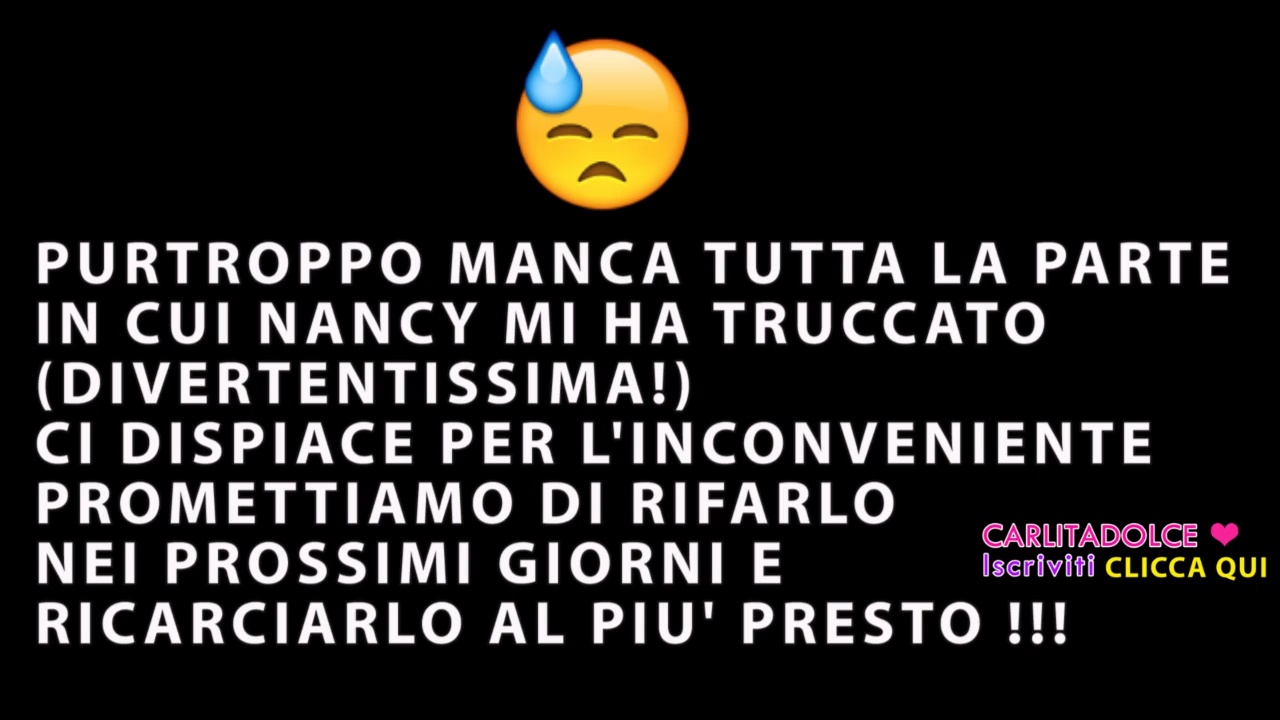 PURTROPPO MANCA TUTTA LA PARTE
IN CUI NANCY MI HA TRUCCATO
(DIVERTENTISSIMA!)
CI DISPIACE PER L'INCONVENIENTE
PROMETTIAMO DI RIFARLO
NEI PROSSIMI GIORNI E
RICARCIARLO AL PIU' PRESTO !!!
CARLITADOLCE ❤
Iscriviti CLICCA QUI